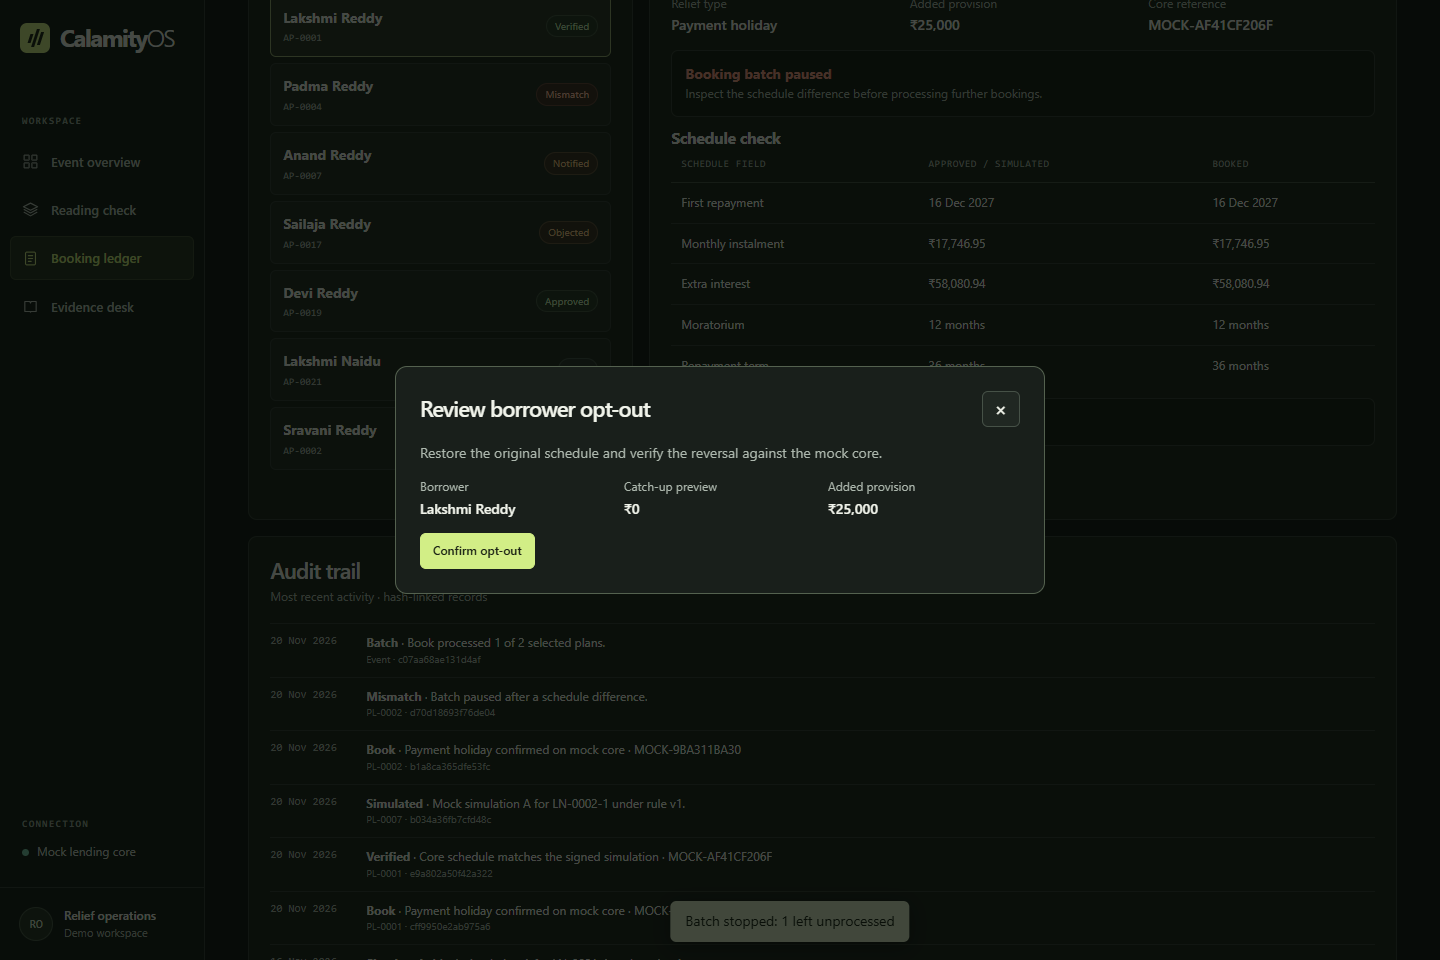 CalamityOS
WORKSPACE
Event overview
Reading check
Booking ledger
Evidence desk
CONNECTION
Mock lending core
RO
Relief operations
Demo workspace
Lakshmi Reddy
AP-0001
Verified
Padma Reddy
AP-0004
Mismatch
Anand Reddy
AP-0007
Notified
Sailaja Reddy
AP-0017
Objected
Devi Reddy
AP-0019
Approved
Lakshmi Naidu
AP-0021
Sravani Reddy
AP-0002
Relief type
Added provision
Core reference
Payment holiday
₹25,000
MOCK-AF41CF206F
Booking batch paused
Inspect the schedule difference before processing further bookings.
Schedule check
SCHEDULE FIELD APPROVED / SIMULATED BOOKED
First repayment 16 Dec 2027 16 Dec 2027
Monthly instalment ₹17,746.95 ₹17,746.95
Extra interest ₹58,080.94 ₹58,080.94
Moratorium 12 months 12 months
Repayment term 36 months 36 months
Review borrower opt-out
×
Restore the original schedule and verify the reversal against the mock core.
Borrower Catch-up preview Added provision
Lakshmi Reddy ₹0 ₹25,000
Confirm opt-out
Audit trail
Most recent activity · hash-linked records
20 Nov 2026 Batch · Book processed 1 of 2 selected plans.
Event · c07aa68ae131d4af
20 Nov 2026 Mismatch · Batch paused after a schedule difference.
PL-0002 · d70d18693f76de04
20 Nov 2026 Book · Payment holiday confirmed on mock core · MOCK-9BA311BA30
PL-0002 · b1a8ca365dfe53fc
20 Nov 2026 Simulated · Mock simulation A for LN-0002-1 under rule v1.
PL-0007 · b034a36fb7cfd48c
20 Nov 2026 Verified · Core schedule matches the signed simulation · MOCK-AF41CF206F
PL-0001 · e9a802a50f42a322
20 Nov 2026 Book · Payment holiday confirmed on mock core · MOCK
PL-0001 · cff9950e2ab975a6
Batch stopped: 1 left unprocessed